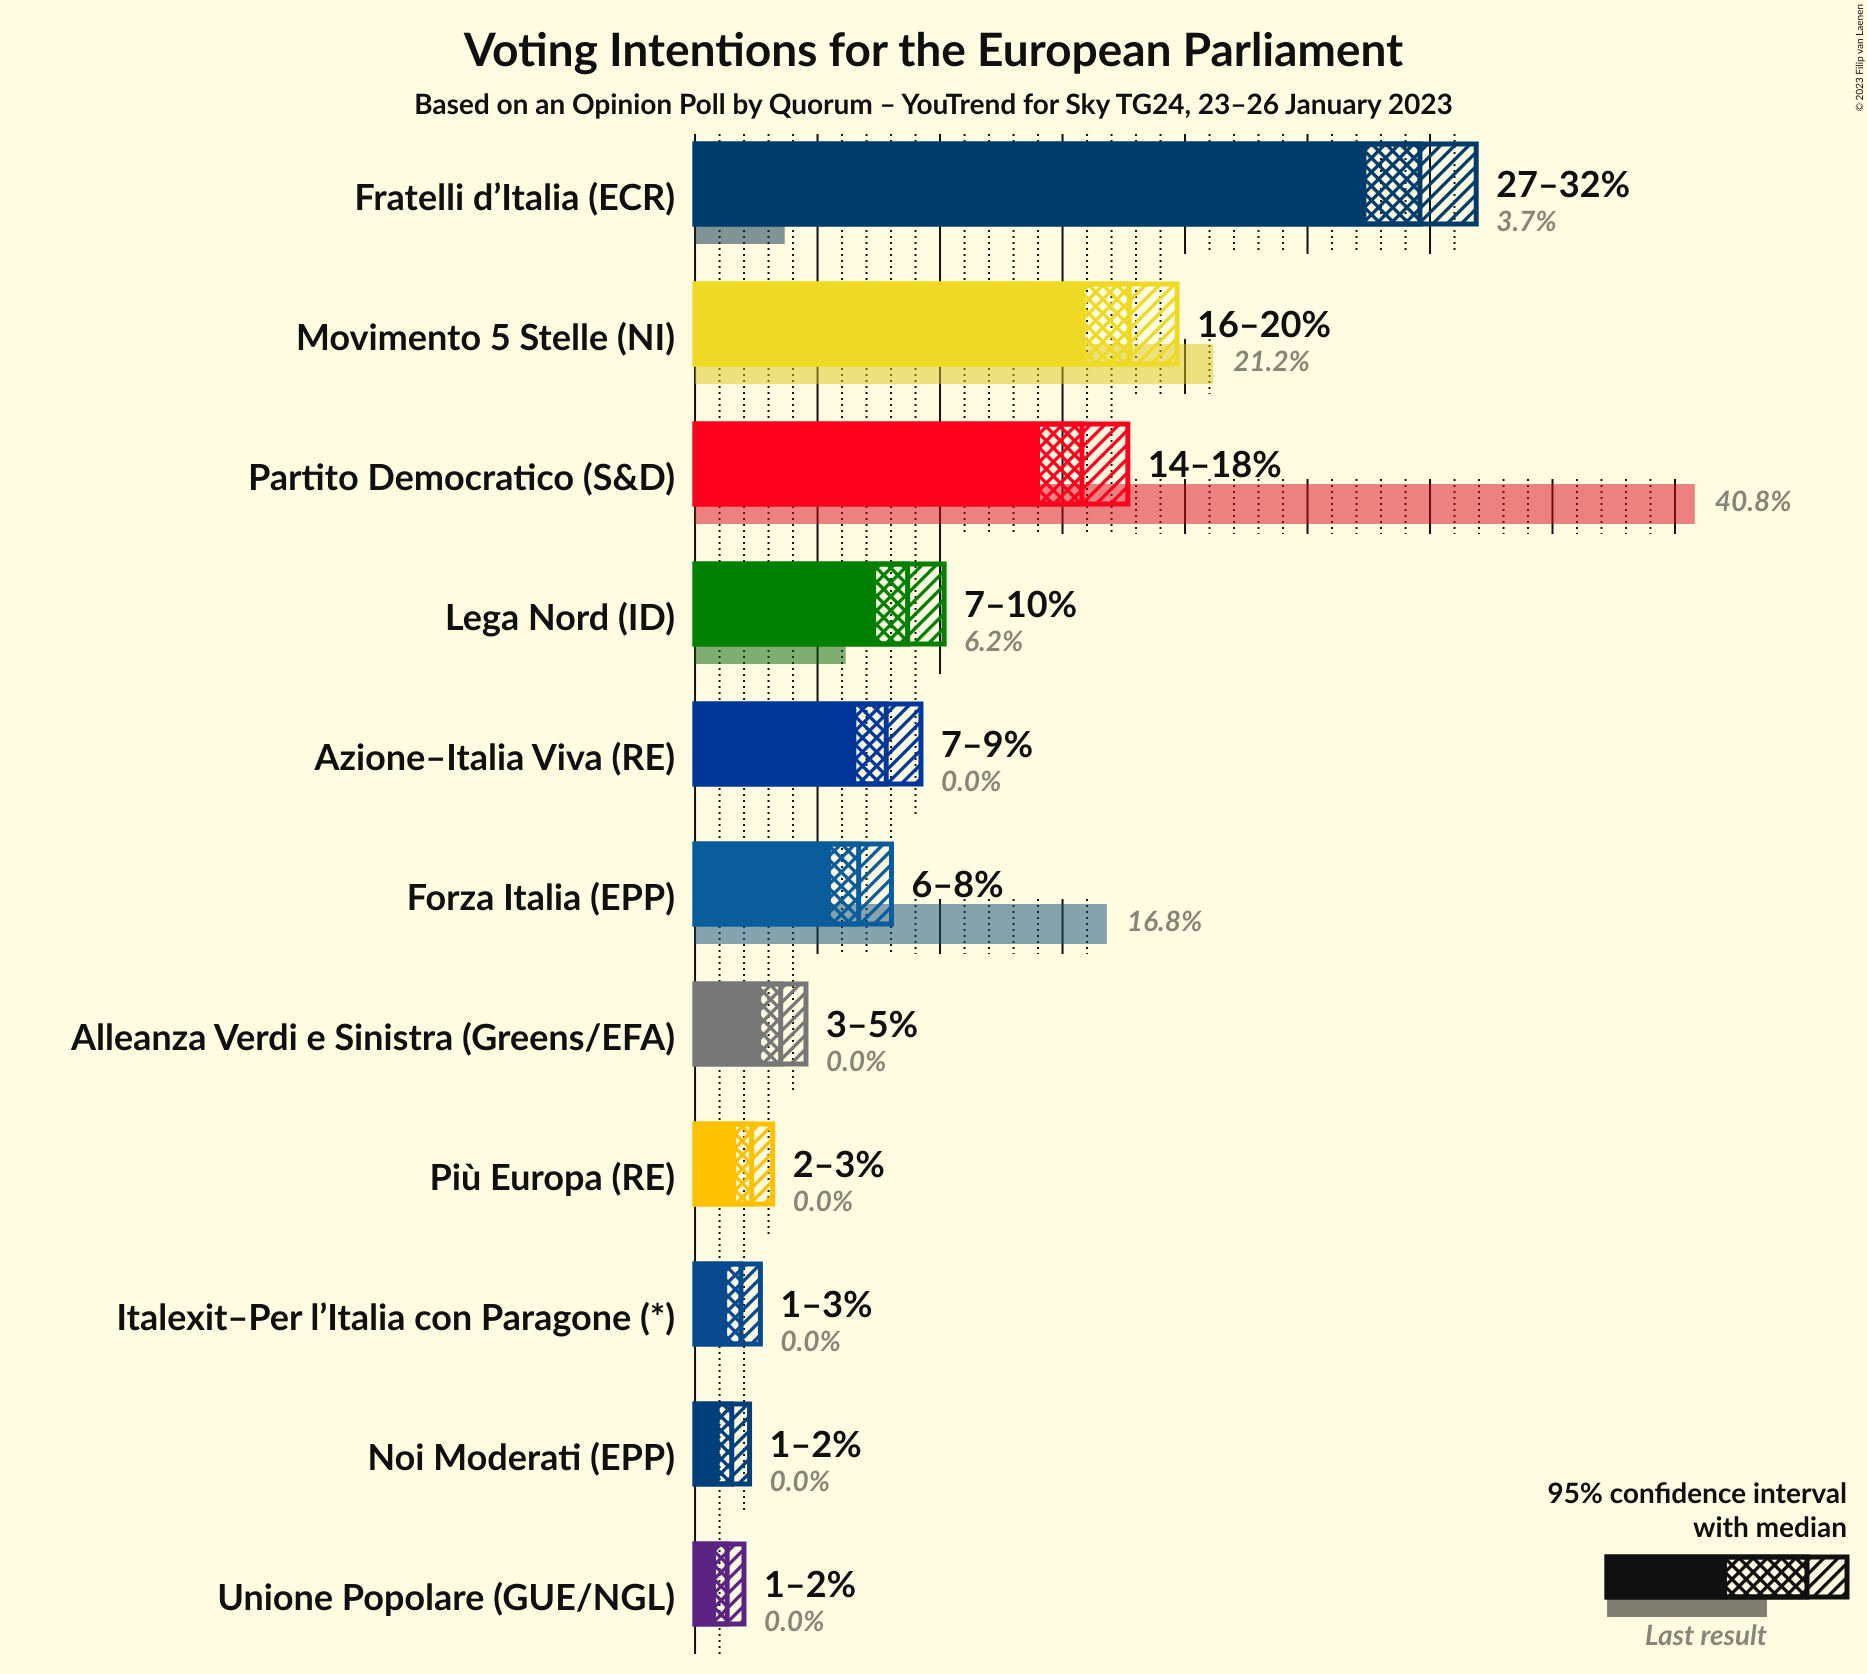 Voting Intentions for the European Parliament
Based on an Opinion Poll by Quorum – YouTrend for Sky TG24, 23–26 January 2023
© 2023 Filip van Laenen
Fratelli d’Italia (ECR)
27–32%
3.7%
Movimento 5 Stelle (NI)
16–20%
21.2%
Partito Democratico (S&D)
14–18%
40.8%
Lega Nord (ID)
7–10%
6.2%
Azione–Italia Viva (RE)
7–9%
0.0%
Forza Italia (EPP)
6–8%
16.8%
Alleanza Verdi e Sinistra (Greens/EFA)
3–5%
0.0%
Più Europa (RE)
2–3%
0.0%
Italexit–Per l’Italia con Paragone (*)
1–3%
0.0%
Noi Moderati (EPP)
1–2%
0.0%
Unione Popolare (GUE/NGL)
1–2%
0.0%
95% confidence interval
with median
Last result